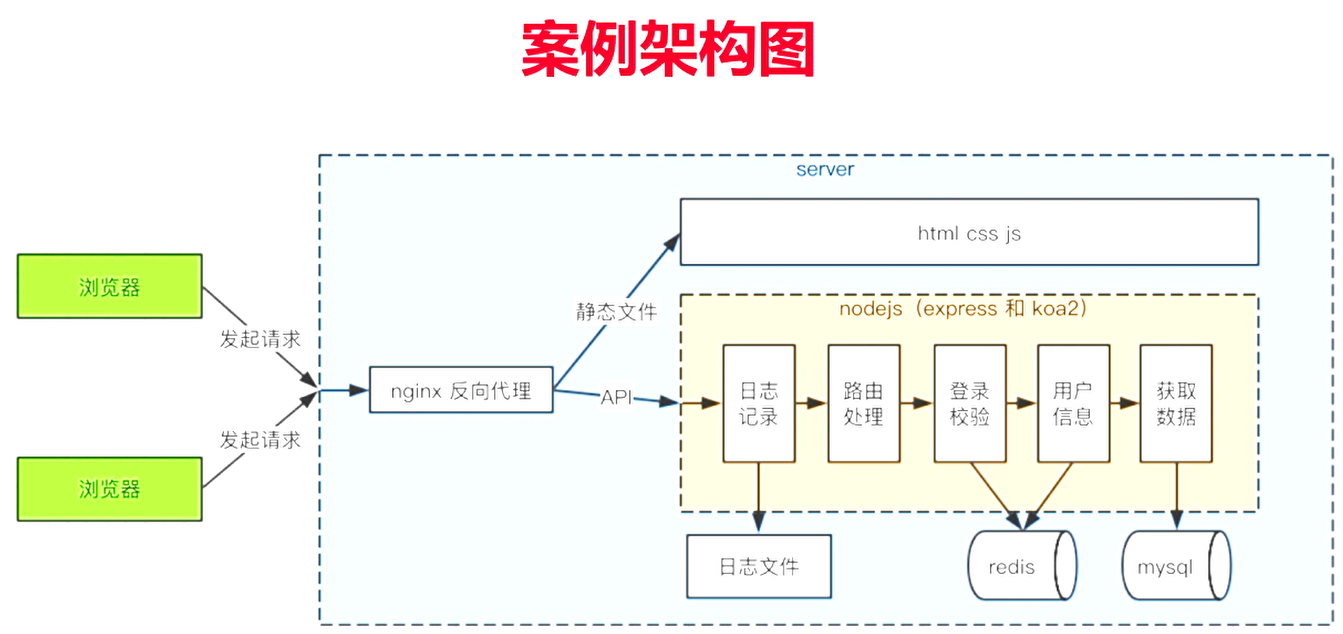 案例架构图
server
html css js
浏览器
发起请求
静态文件
nodejs（express 和 koa2）
nginx 反向代理
API
日志
记录
路由
处理
登录
校验
用户
信息
获取
数据
发起请求
浏览器
日志文件
redis
mysql